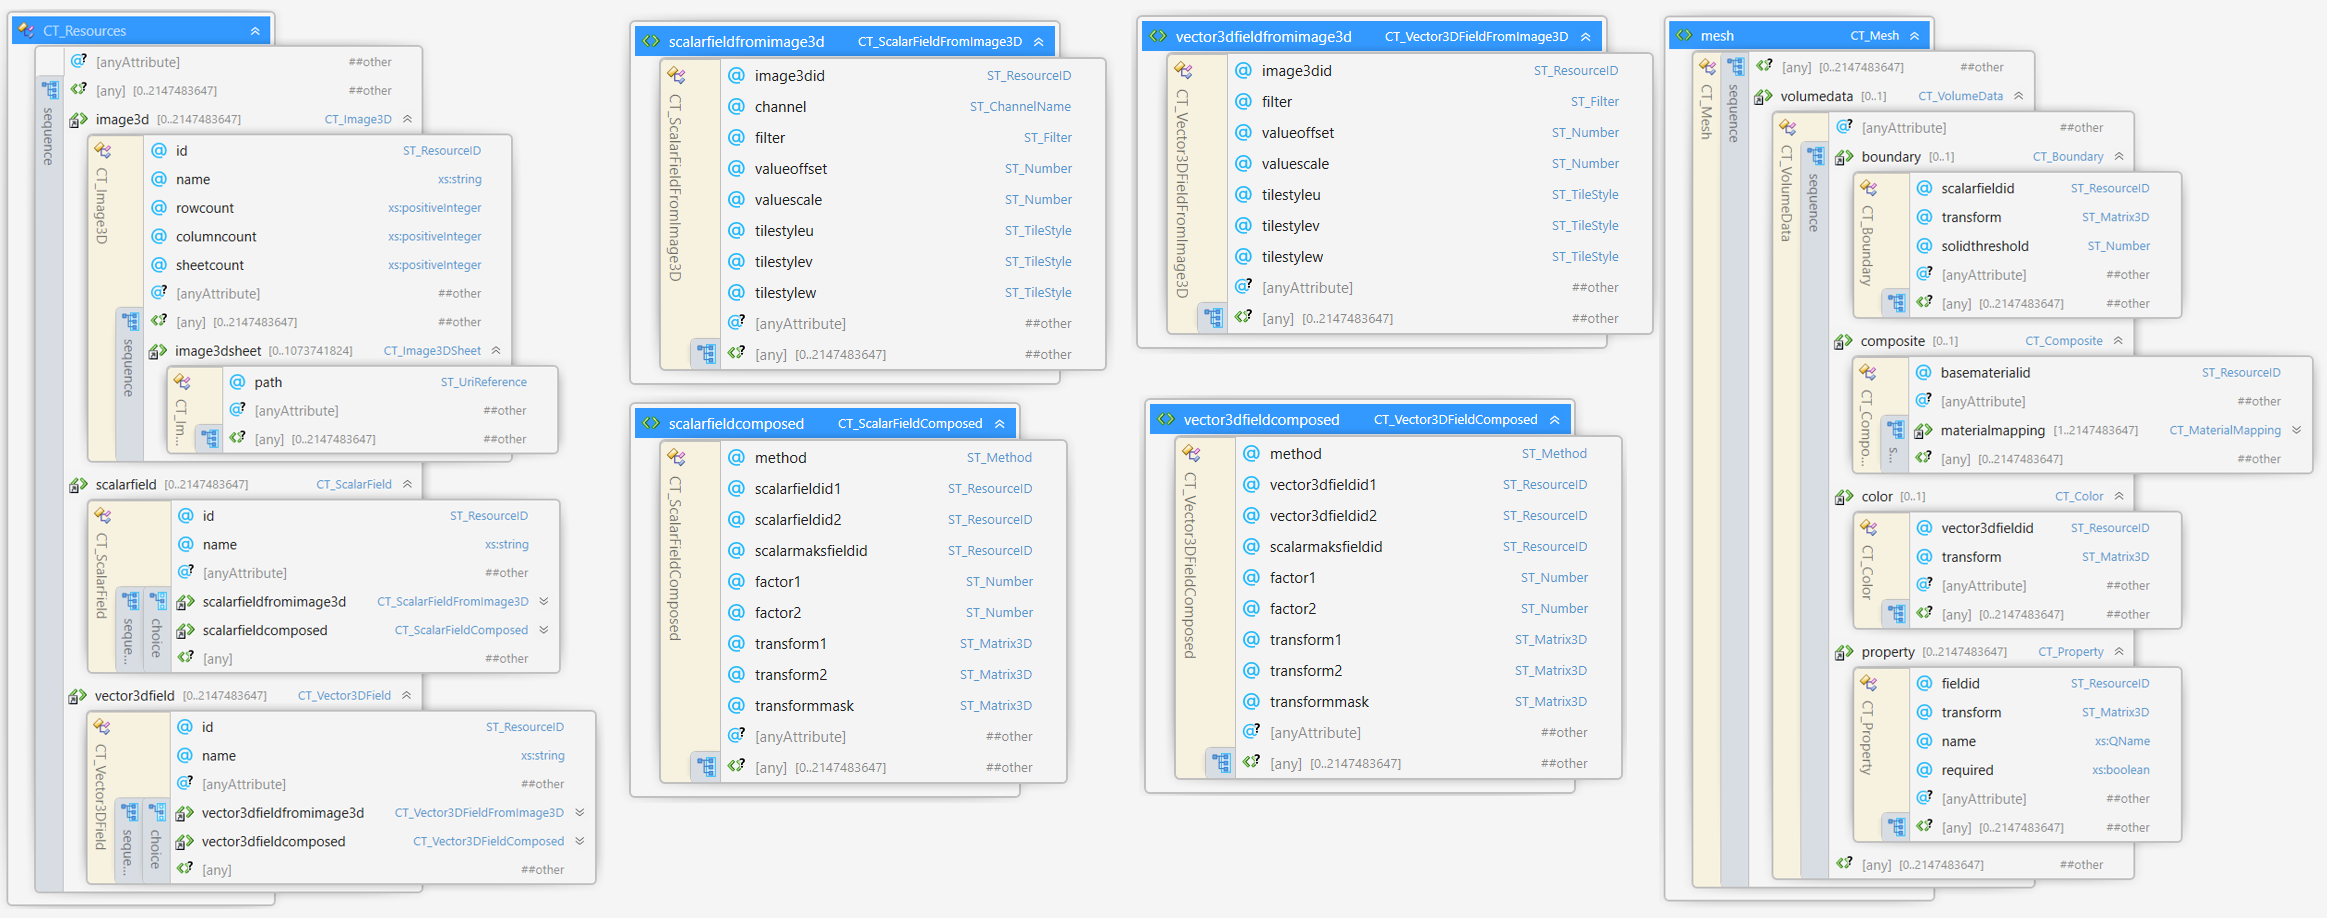 CT_Resources
[anyAttribute] ##other
sequence
[any] [0..2147483647] ##other
image3d [0..2147483647] CT_Image3D
CT_Image3D
id ST_ResourceID
name xs:string
rowcount xs:positiveInteger
columncount xs:positiveInteger
sheetcount xs:positiveInteger
[anyAttribute] ##other
sequence
[any] [0..2147483647] ##other
image3dsheet [0..1073741824] CT_Image3DSheet
CT_Im...
path ST_UriReference
[anyAttribute] ##other
[any] [0..2147483647] ##other
scalarfield [0..2147483647] CT_ScalarField
CT_ScalarField
id ST_ResourceID
name xs:string
[anyAttribute] ##other
seque...
choice
scalarfieldfromimage3d CT_ScalarFieldFromImage3D
scalarfieldcomposed CT_ScalarFieldComposed
[any] ##other
vector3dfield [0..2147483647] CT_Vector3DField
CT_Vector3DField
id ST_ResourceID
name xs:string
[anyAttribute] ##other
seque...
choice
vector3dfieldfromimage3d CT_Vector3DFieldFromImage3D
vector3dfieldcomposed CT_Vector3DFieldComposed
[any] ##other
scalarfieldfromimage3d CT_ScalarFieldFromImage3D
CT_ScalarFieldFromImage3D
image3did ST_ResourceID
channel ST_ChannelName
filter ST_Filter
valueoffset ST_Number
valuescale ST_Number
tilestyleu ST_TileStyle
tilestylev ST_TileStyle
tilestylew ST_TileStyle
[anyAttribute] ##other
[any] [0..2147483647] ##other
scalarfieldcomposed CT_ScalarFieldComposed
CT_ScalarFieldComposed
method ST_Method
scalarfieldid1 ST_ResourceID
scalarfieldid2 ST_ResourceID
scalarmaksfieldid ST_ResourceID
factor1 ST_Number
factor2 ST_Number
transform1 ST_Matrix3D
transform2 ST_Matrix3D
transformmask ST_Matrix3D
[anyAttribute] ##other
[any] [0..2147483647] ##other
vector3dfieldfromimage3d CT_Vector3DFieldFromImage3D
CT_Vector3DFieldFromImage3D
image3did ST_ResourceID
filter ST_Filter
valueoffset ST_Number
valuescale ST_Number
tilestyleu ST_TileStyle
tilestylev ST_TileStyle
tilestylew ST_TileStyle
[anyAttribute] ##other
[any] [0..2147483647] ##other
vector3dfieldcomposed CT_Vector3DFieldComposed
CT_Vector3DFieldComposed
method ST_Method
vector3dfieldid1 ST_ResourceID
vector3dfieldid2 ST_ResourceID
scalarmaksfieldid ST_ResourceID
factor1 ST_Number
factor2 ST_Number
transform1 ST_Matrix3D
transform2 ST_Matrix3D
transformmask ST_Matrix3D
[anyAttribute] ##other
[any] [0..2147483647] ##other
mesh CT_Mesh
CT_Mesh
sequence
[any] [0..2147483647] ##other
volumedata [0..1] CT_VolumeData
CT_VolumeData
[anyAttribute] ##other
sequence
boundary [0..1] CT_Boundary
CT_Boundary
scalarfieldid ST_ResourceID
transform ST_Matrix3D
solidthreshold ST_Number
[anyAttribute] ##other
[any] [0..2147483647] ##other
composite [0..1] CT_Composite
CT_Compo...
basematerialid ST_ResourceID
[anyAttribute] ##other
s...
materialmapping [1..2147483647] CT_MaterialMapping
[any] [0..2147483647] ##other
color [0..1] CT_Color
CT_Color
vector3dfieldid ST_ResourceID
transform ST_Matrix3D
[anyAttribute] ##other
[any] [0..2147483647] ##other
property [0..2147483647] CT_Property
CT_Property
fieldid ST_ResourceID
transform ST_Matrix3D
name xs:QName
required xs:boolean
[anyAttribute] ##other
[any] [0..2147483647] ##other
[any] [0..2147483647] ##other